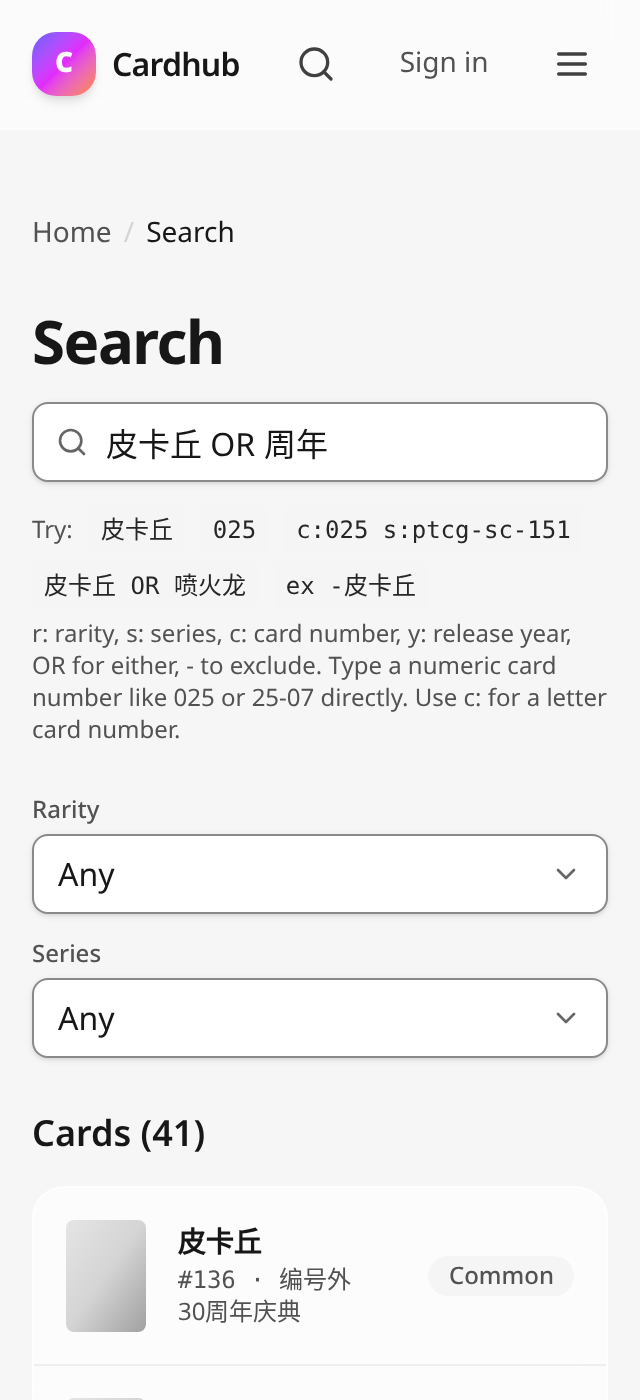 C Cardhub Sign in
Home / Search
Search
皮卡丘 OR 周年
Try: 皮卡丘 025 c:025 s:ptcg-sc-151
皮卡丘 OR 喷火龙 ex -皮卡丘
r: rarity, s: series, c: card number, y: release year,
OR for either, - to exclude. Type a numeric card
number like 025 or 25-07 directly. Use c: for a letter
card number.
Rarity
Any
Series
Any
Cards (41)
皮卡丘
#136 · 编号外
30周年庆典
Common